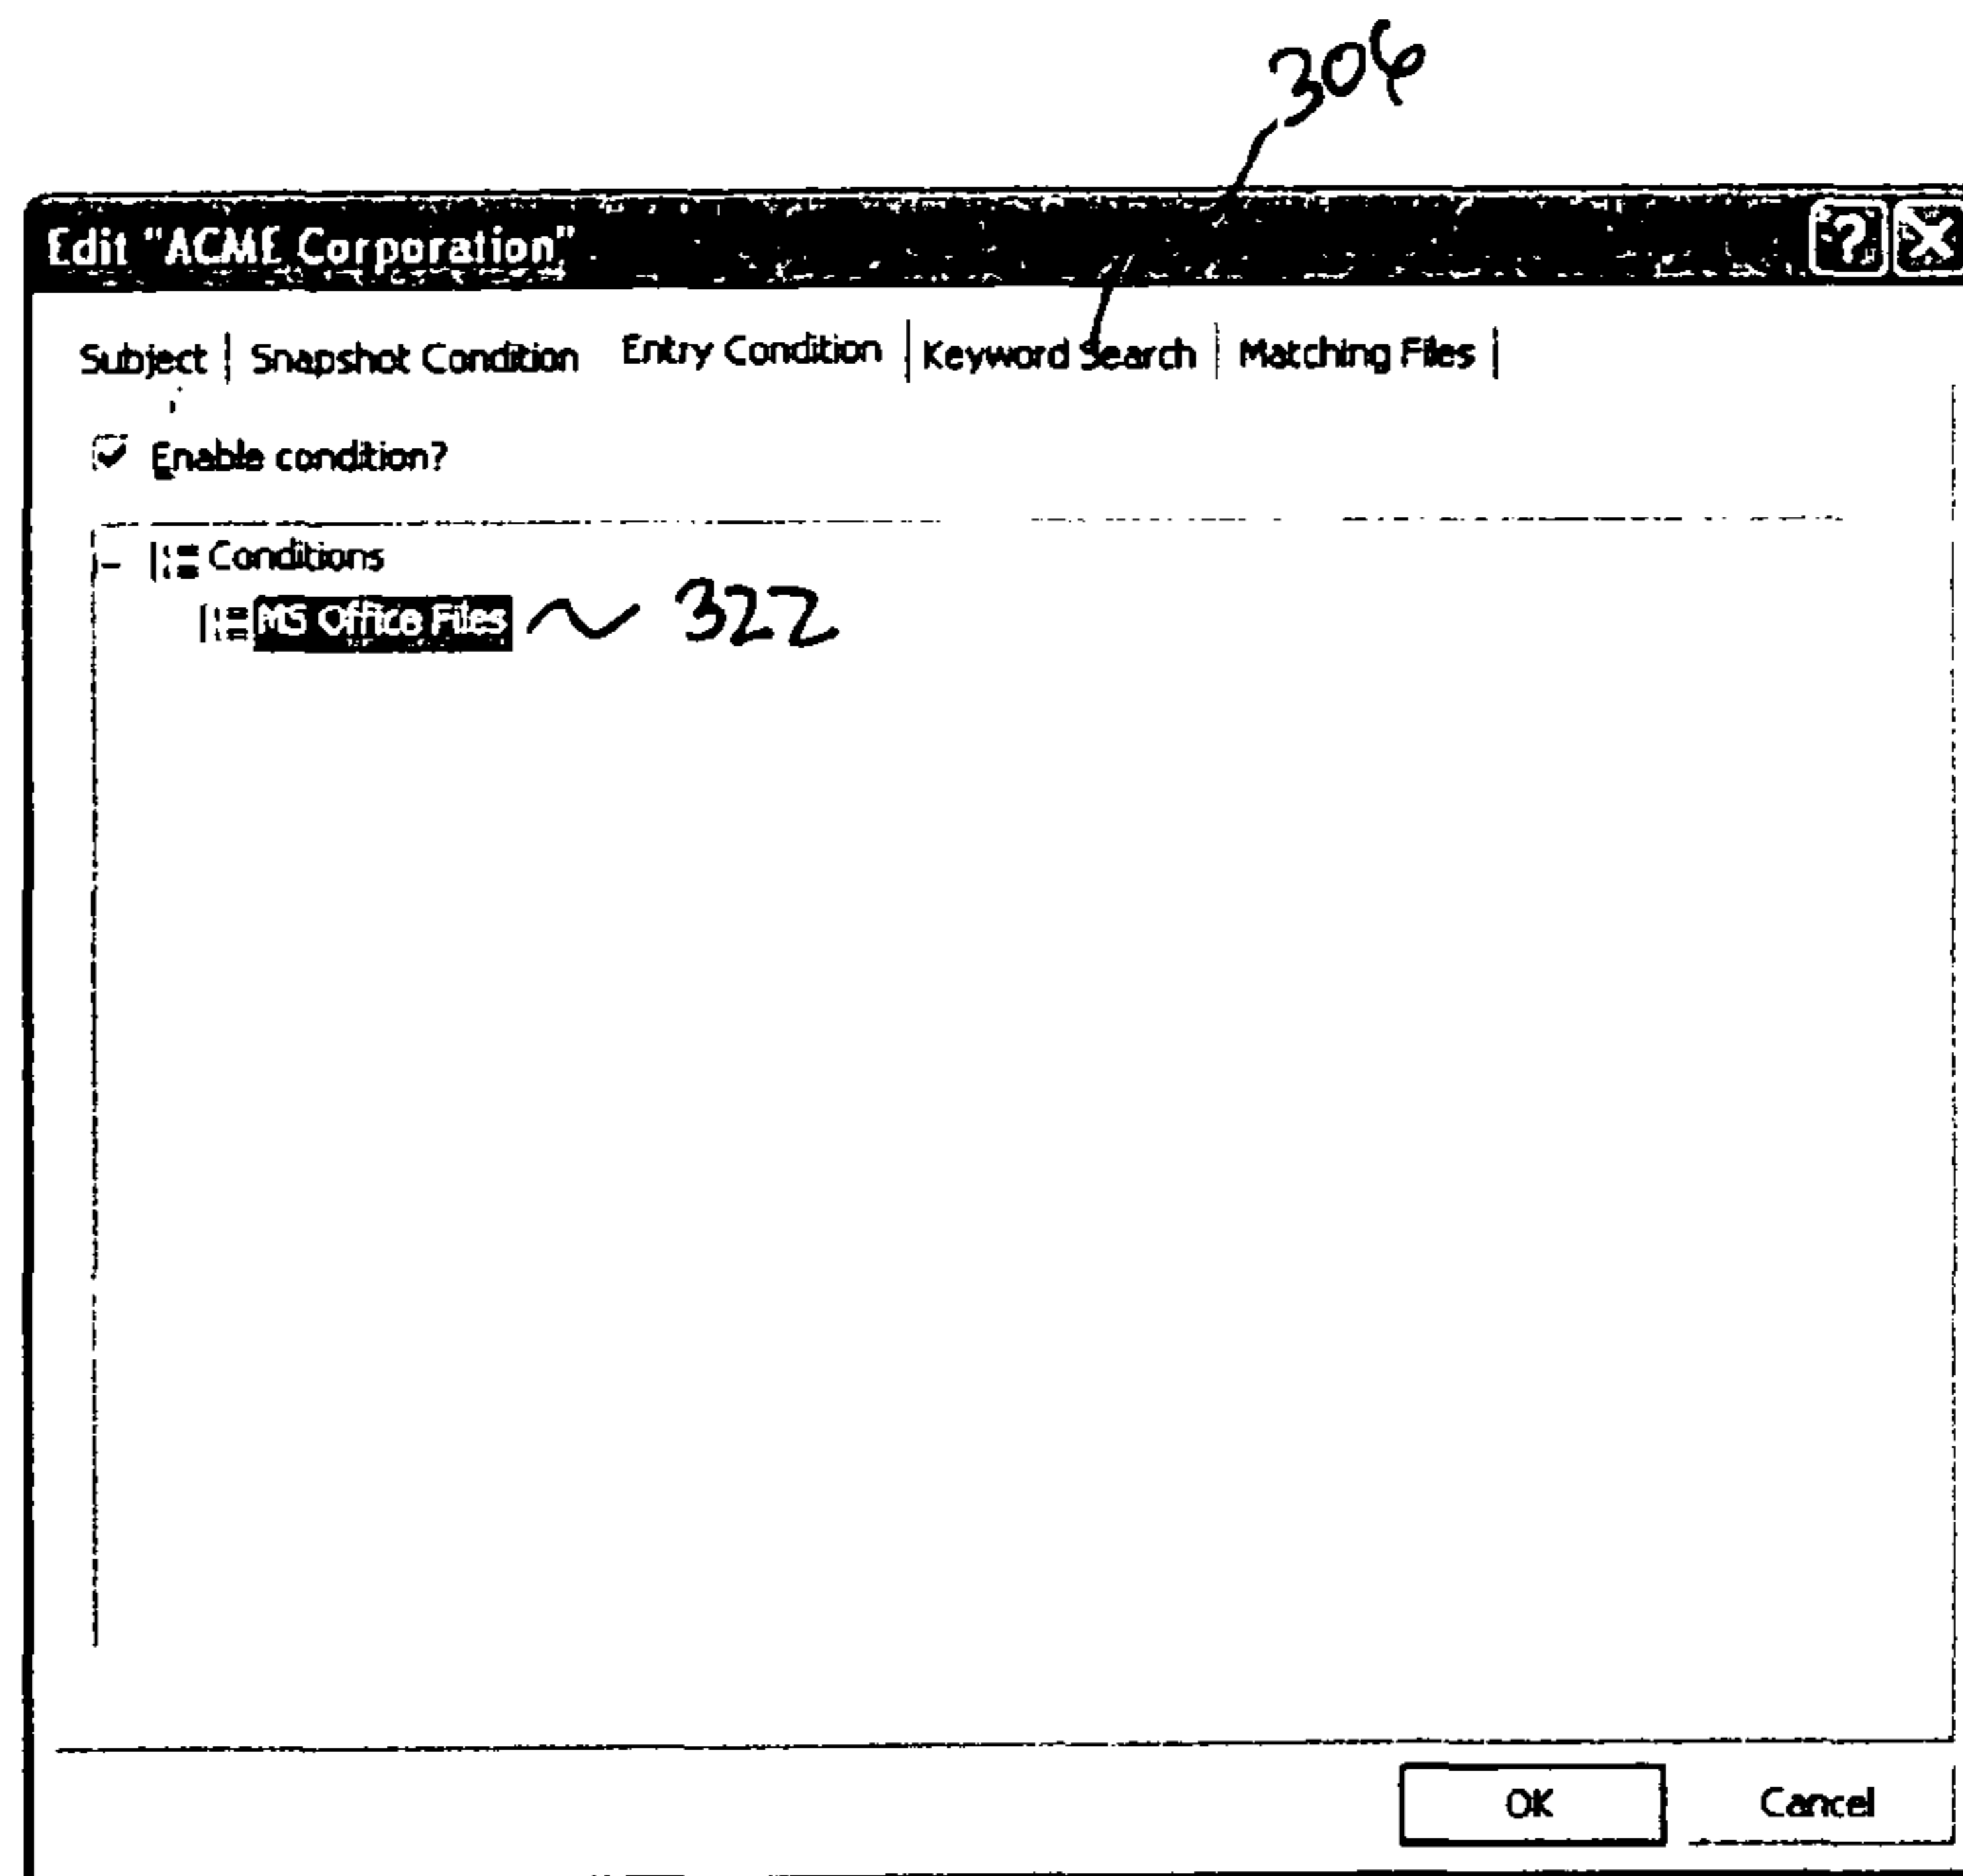 306
Edit "ACME Corporation"
Subject | Snapshot Condition Entry Condition | Keyword Search | Matching Files |
Enable condition?
Conditions
MS Office Files 322
OK Cancel